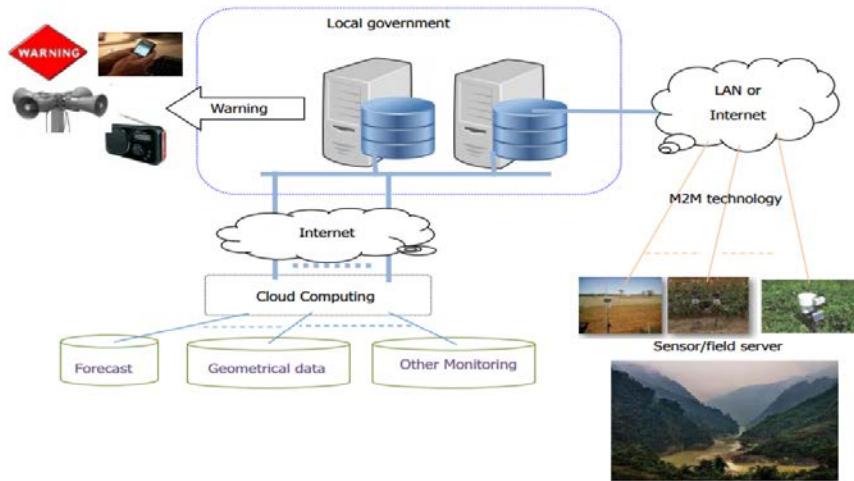 Local government
WARNING
Warning
LAN or
Internet
M2M technology
Internet
Cloud Computing
Forecast
Geometrical data
Other Monitoring
Sensor/field server